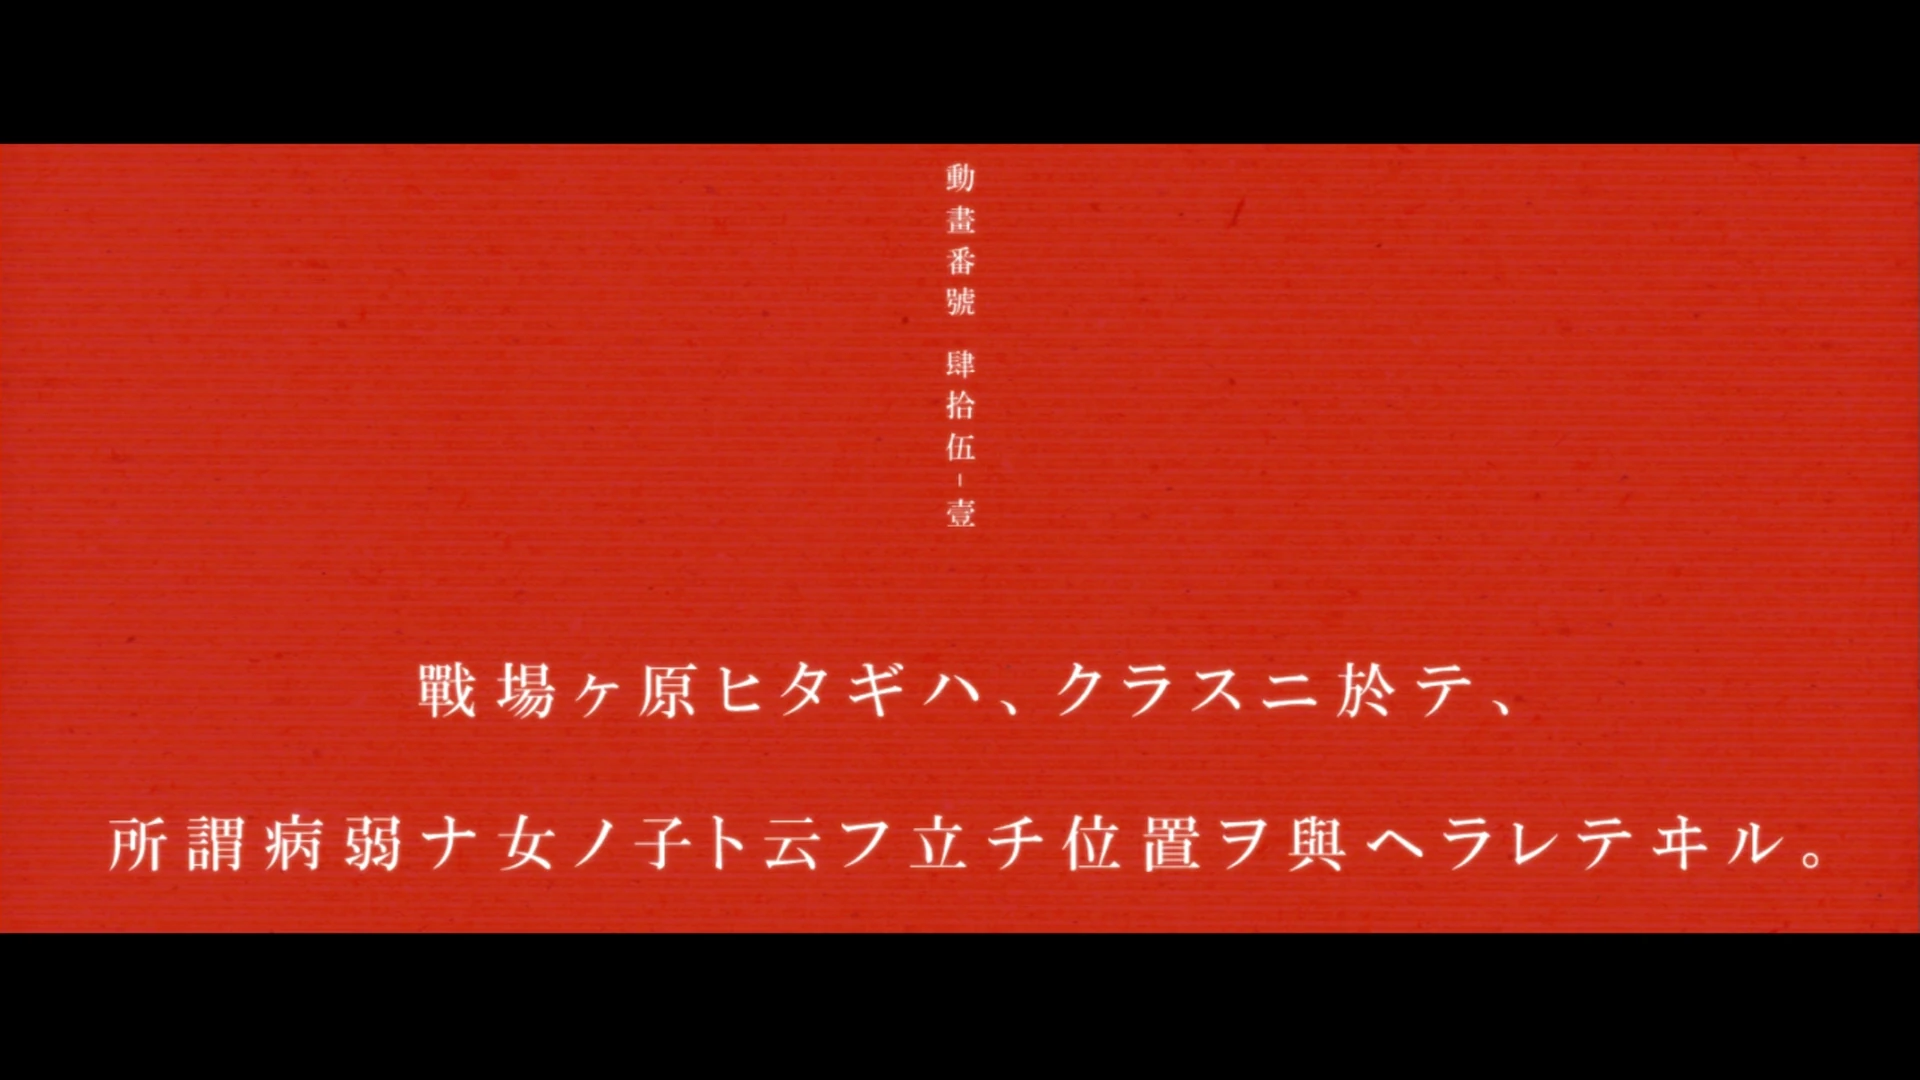 動畫番號 肆拾伍-壹
戰場ヶ原ヒタギハ、クラスニ於テ、
所謂病弱ナ女ノ子ト云フ立チ位置ヲ與ヘラレテヰル。